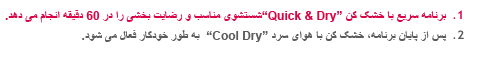 1. برنامه سریع با خشک کن ”Quick & Dry“شستشوی مناسب و رضایت بخشی را در 60 دقیقه انجام می دهد.
2. پس از پایان برنامه، خشک کن با هوای سرد ”Cool Dry“ به طور خودکار فعال می شود.